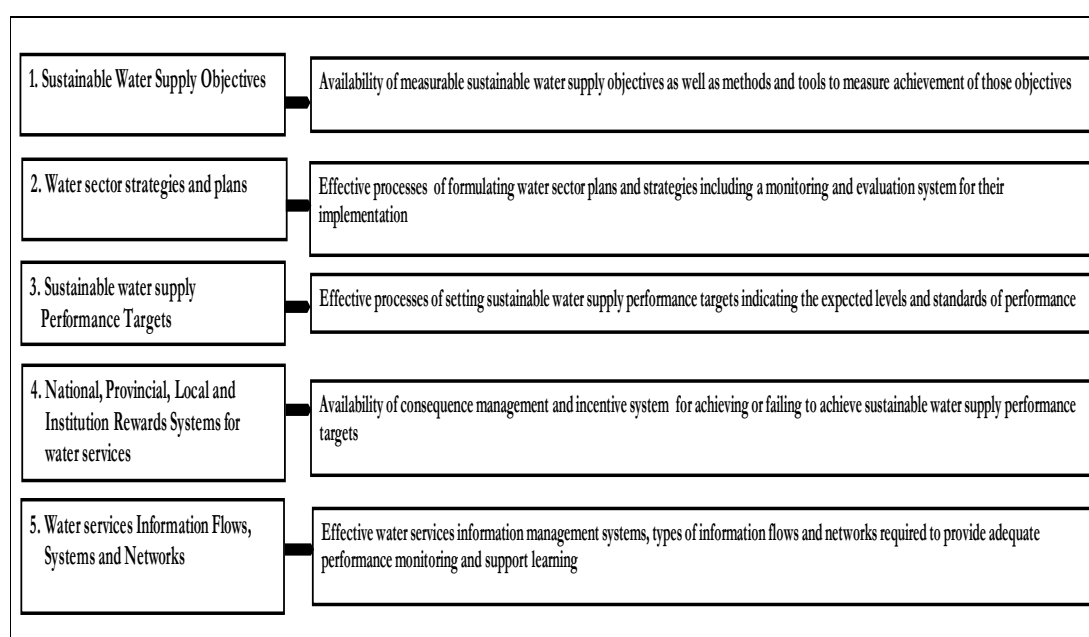 1. Sustainable Water Supply Objectives
Availability of measurable sustainable water supply objectives as well as methods and tools to measure achievement of those objectives
2. Water sector strategies and plans
Effective processes of formulating water sector plans and strategies including a monitoring and evaluation system for their
implementation
3. Sustainable water supply
Performance Targets
Effective processes of setting sustainable water supply performance targets indicating the expected levels and standards of performance
4. National, Provincial, Local and
Institution Rewards Systems for
water services
Availability of consequence management and incentive system for achieving or failing to achieve sustainable water supply performance
targets
5. Water services Information Flows,
Systems and Networks
Effective water services information management systems, types of information flows and networks required to provide adequate
performance monitoring and support learning